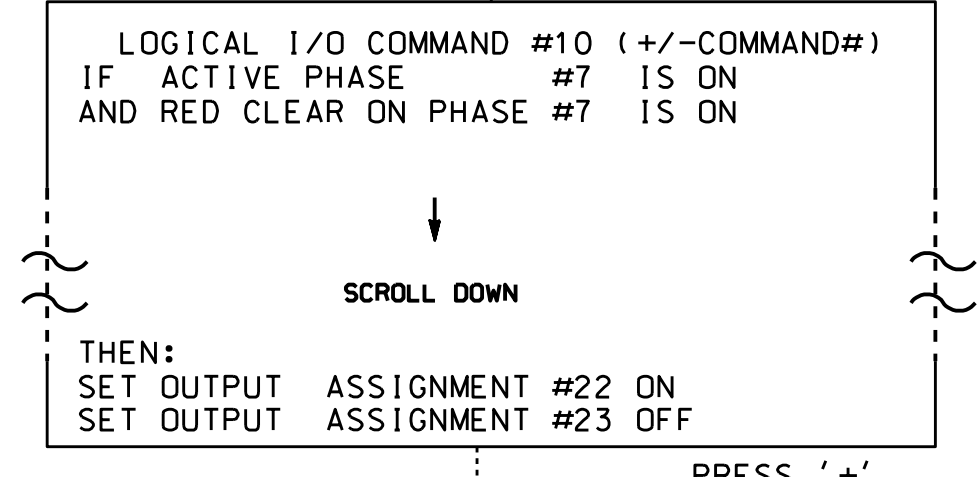 LOGICAL I/O COMMAND #10 (+/-COMMAND#)
IF ACTIVE PHASE #7 IS ON
AND RED CLEAR ON PHASE #7 IS ON
SCROLL DOWN
THEN:
SET OUTPUT ASSIGNMENT #22 ON
SET OUTPUT ASSIGNMENT #23 OFF
PRESS '+'